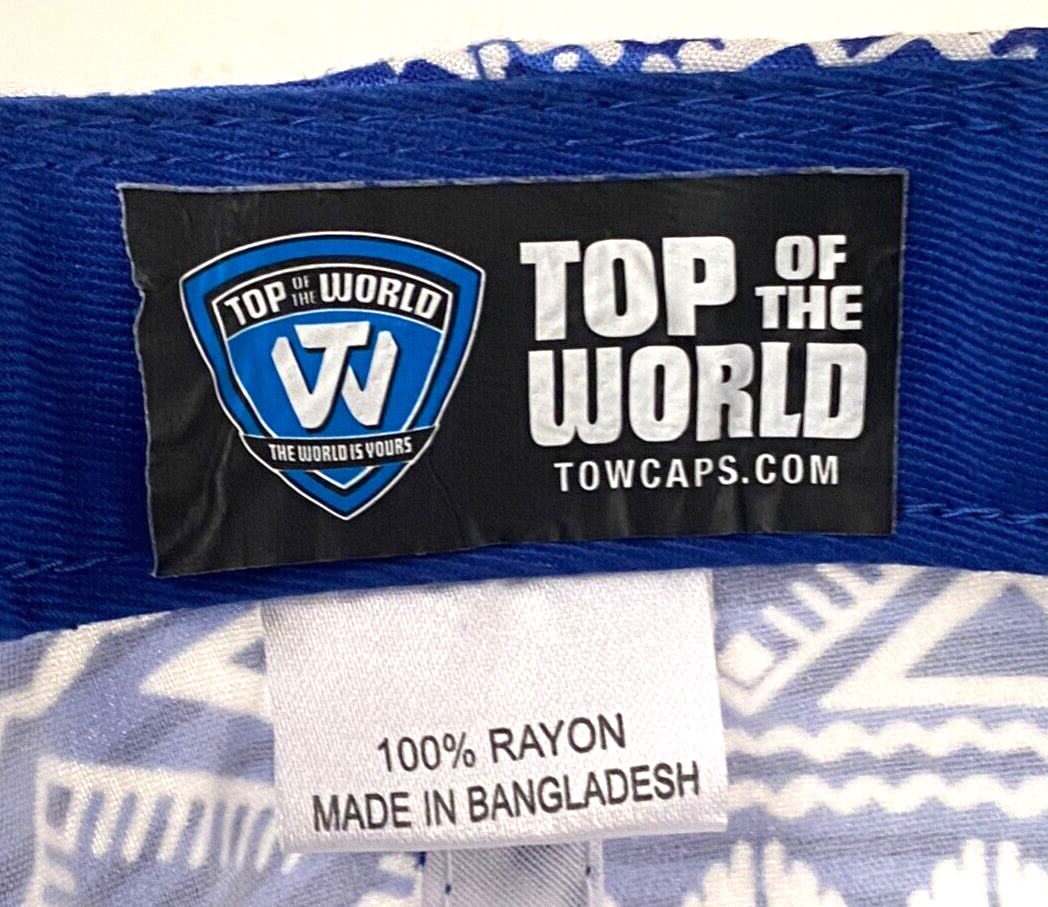 TOP OF THE WORLD
TW
THE WORLD IS YOURS
TOP OF THE
WORLD
TOWCAPS.COM
100% RAYON
MADE IN BANGLADESH